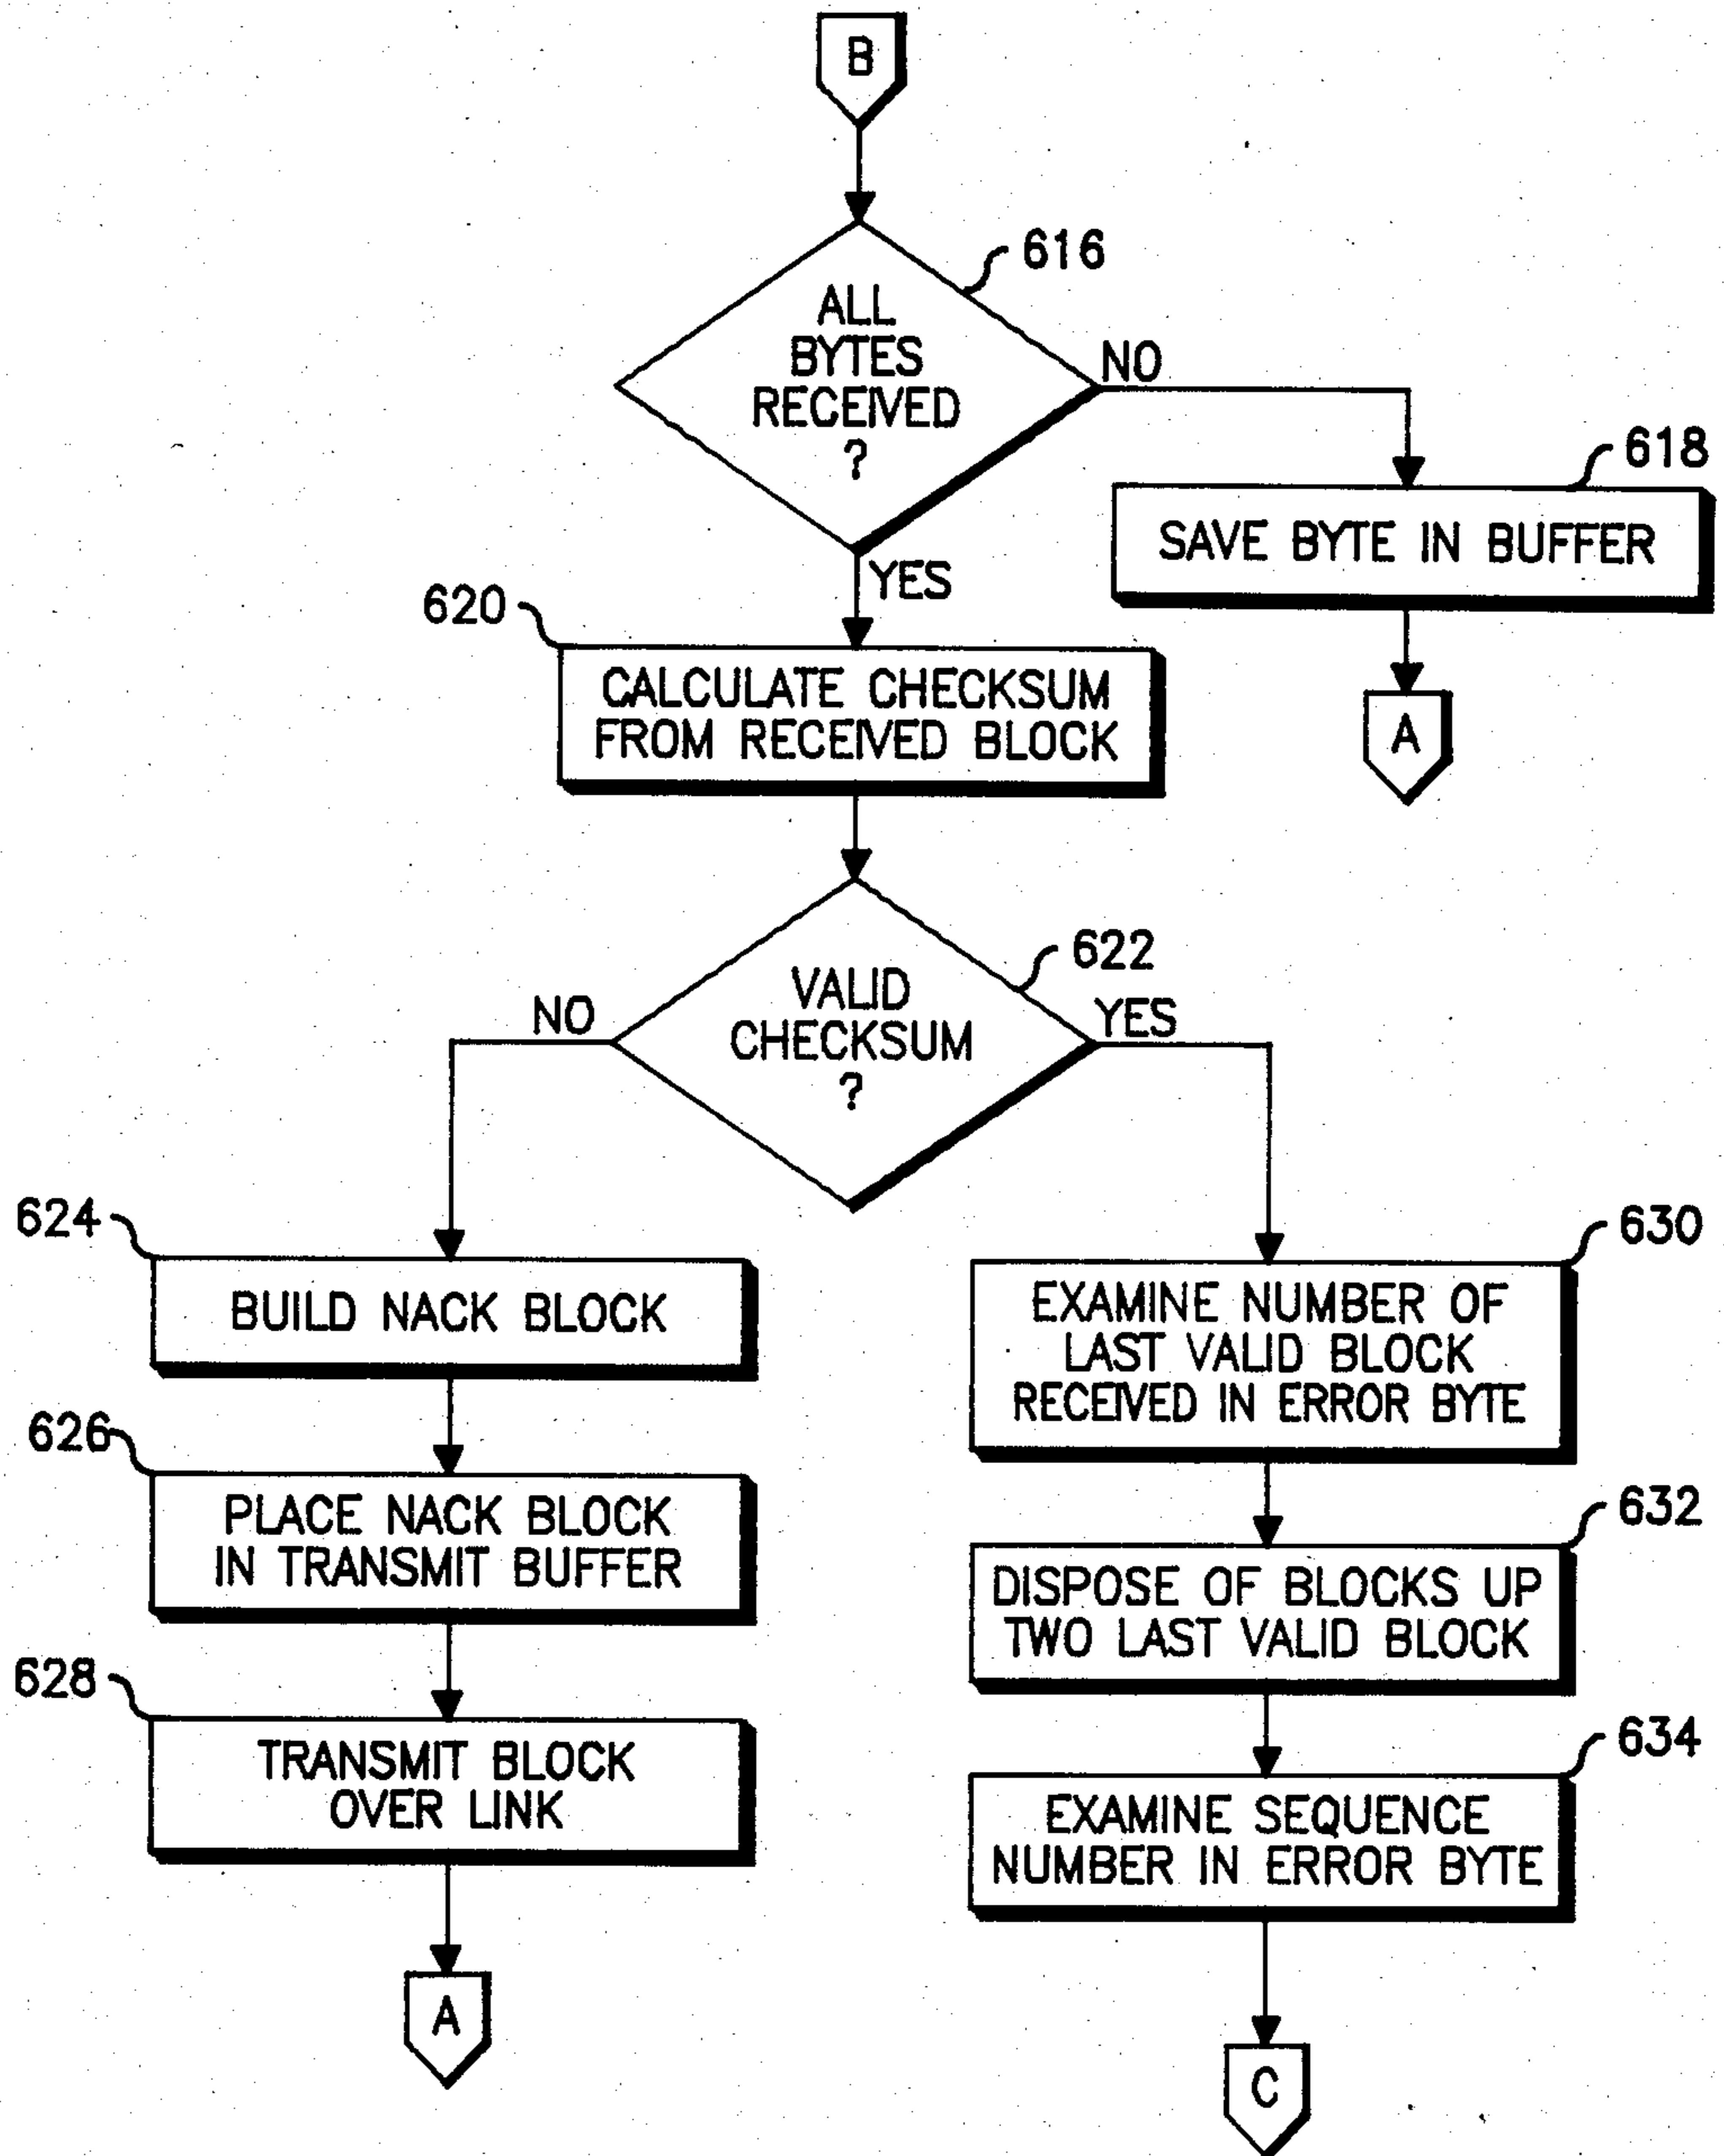 B
616
ALL
BYTES
RECEIVED
?
NO
618
SAVE BYTE IN BUFFER
A
YES
620
CALCULATE CHECKSUM
FROM RECEIVED BLOCK
622
VALID
CHECKSUM
?
NO
YES
624
BUILD NACK BLOCK
626
PLACE NACK BLOCK
IN TRANSMIT BUFFER
628
TRANSMIT BLOCK
OVER LINK
A
630
EXAMINE NUMBER OF
LAST VALID BLOCK
RECEIVED IN ERROR BYTE
632
DISPOSE OF BLOCKS UP
TWO LAST VALID BLOCK
634
EXAMINE SEQUENCE
NUMBER IN ERROR BYTE
C